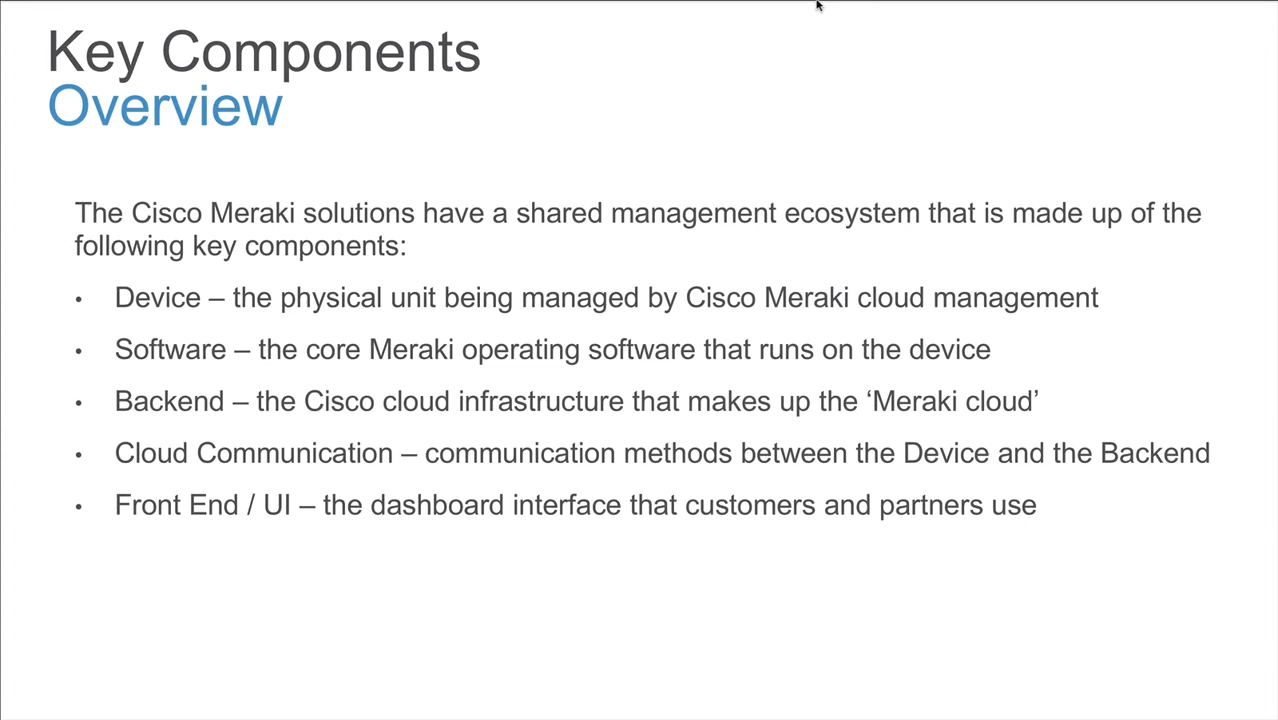 Key Components
Overview
The Cisco Meraki solutions have a shared management ecosystem that is made up of the
following key components:
• Device – the physical unit being managed by Cisco Meraki cloud management
• Software – the core Meraki operating software that runs on the device
• Backend – the Cisco cloud infrastructure that makes up the ‘Meraki cloud’
• Cloud Communication – communication methods between the Device and the Backend
• Front End / UI – the dashboard interface that customers and partners use